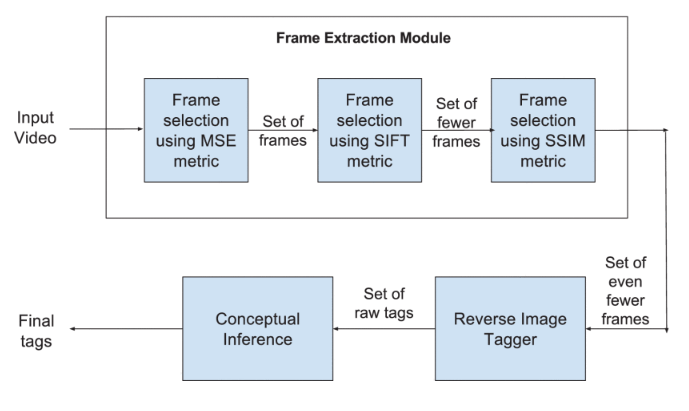 Frame Extraction Module
Input
Video
Frame
selection
using MSE
metric
Set of
frames
Frame
selection
using SIFT
metric
Set of
fewer
frames
Frame
selection
using SSIM
metric
Set of
even
fewer
frames
Reverse Image
Tagger
Set of
raw tags
Conceptual
Inference
Final
tags